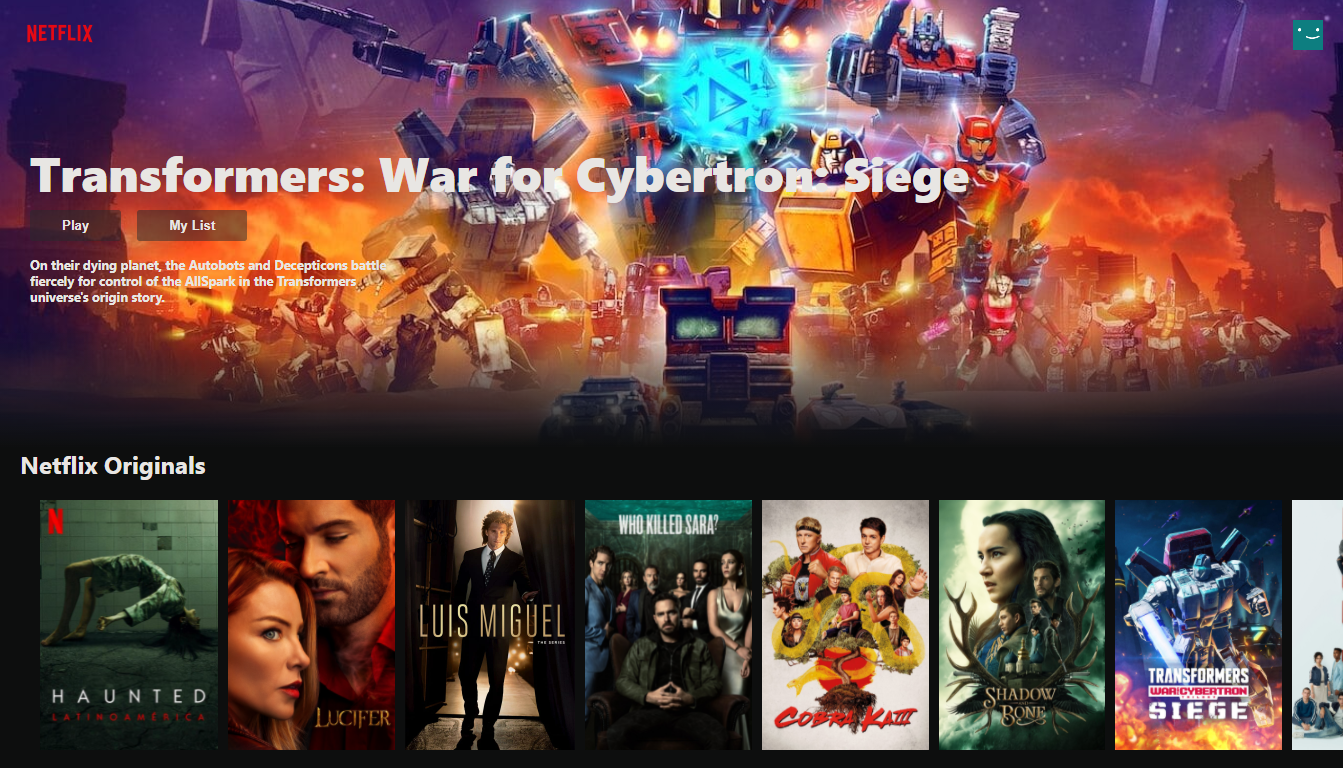 NETFLIX
Transformers: War for Cybertron: Siege
Play
My List
On their dying planet, the Autobots and Decepticons battle
fiercely for control of the AllSpark in the Transformers
universe's origin story.
Netflix Originals
N
HAUNTED
LATINOAMÉRICA
LUCIFER
LUIS MIGUEL
THE SERIES
WHO KILLED SARA?
COBRA KAI
SHADOW
AND
BONE
TRANSFORMERS
WAR FOR CYBERTRON
TRILOGY
SIEGE